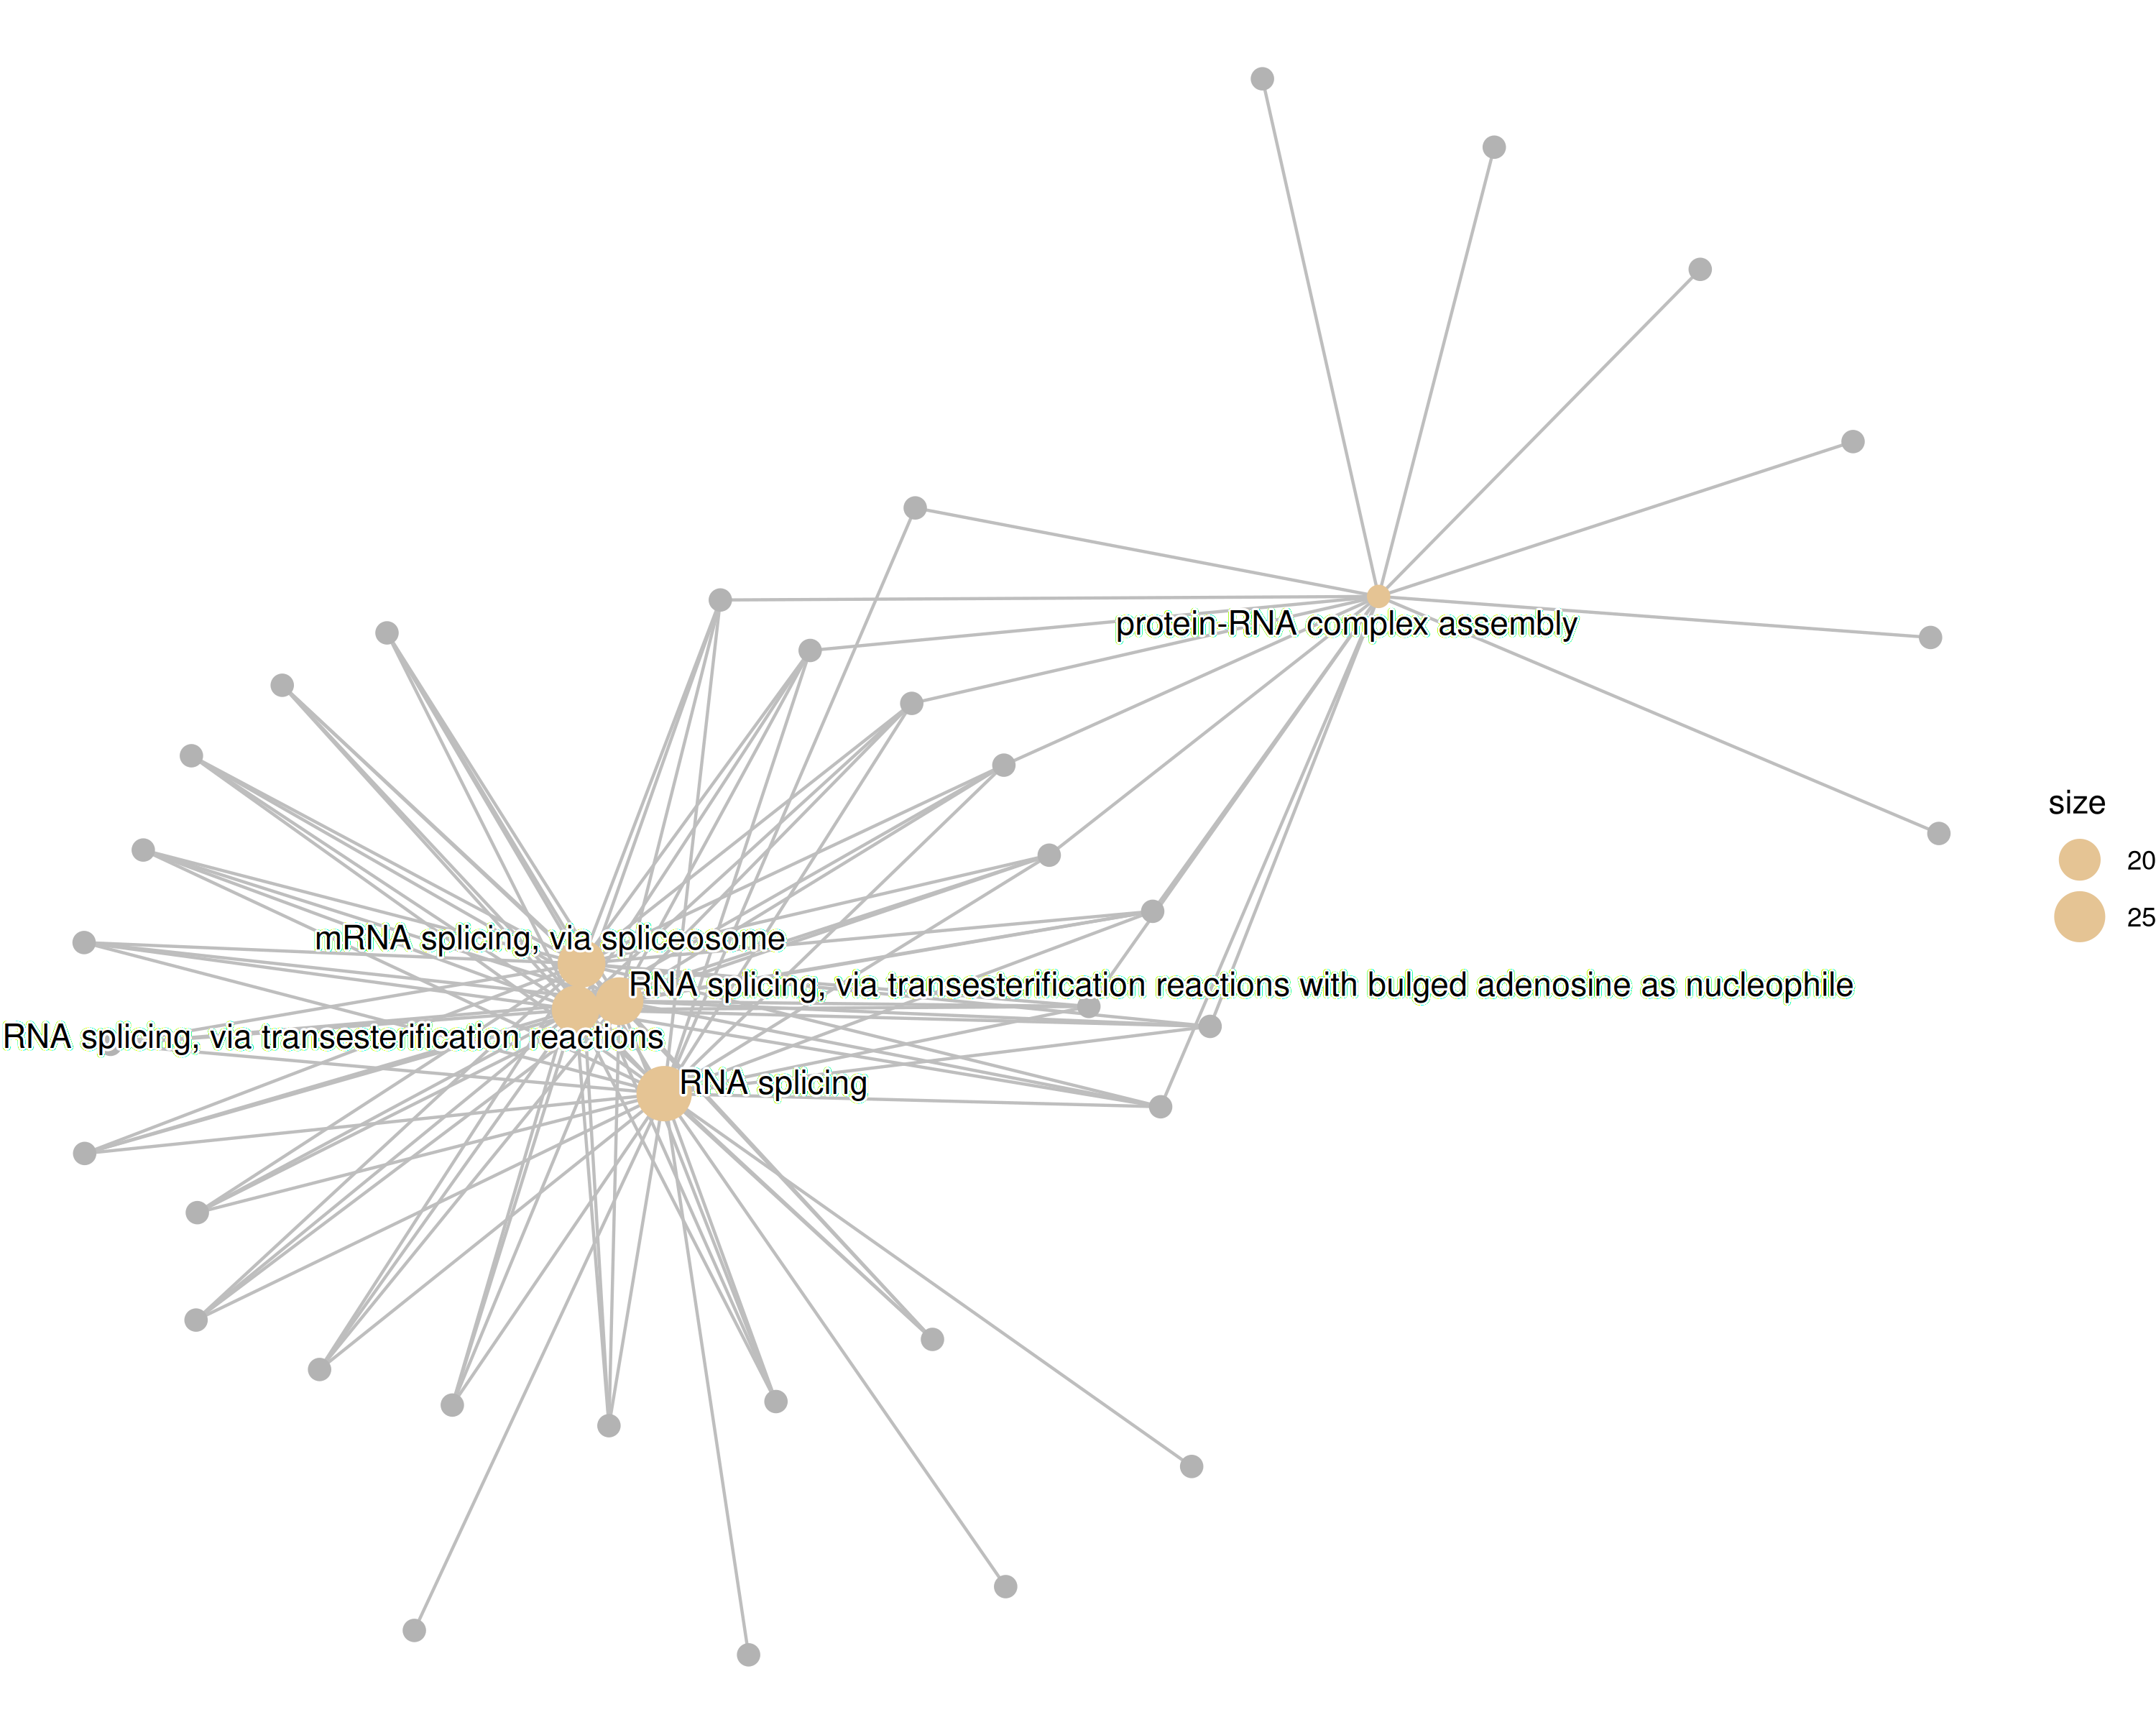 protein-RNA complex assembly
size
20
25
mRNA splicing, via spliceosome
RNA splicing, via transesterification reactions with bulged adenosine as nucleophile
RNA splicing, via transesterification reactions
RNA splicing